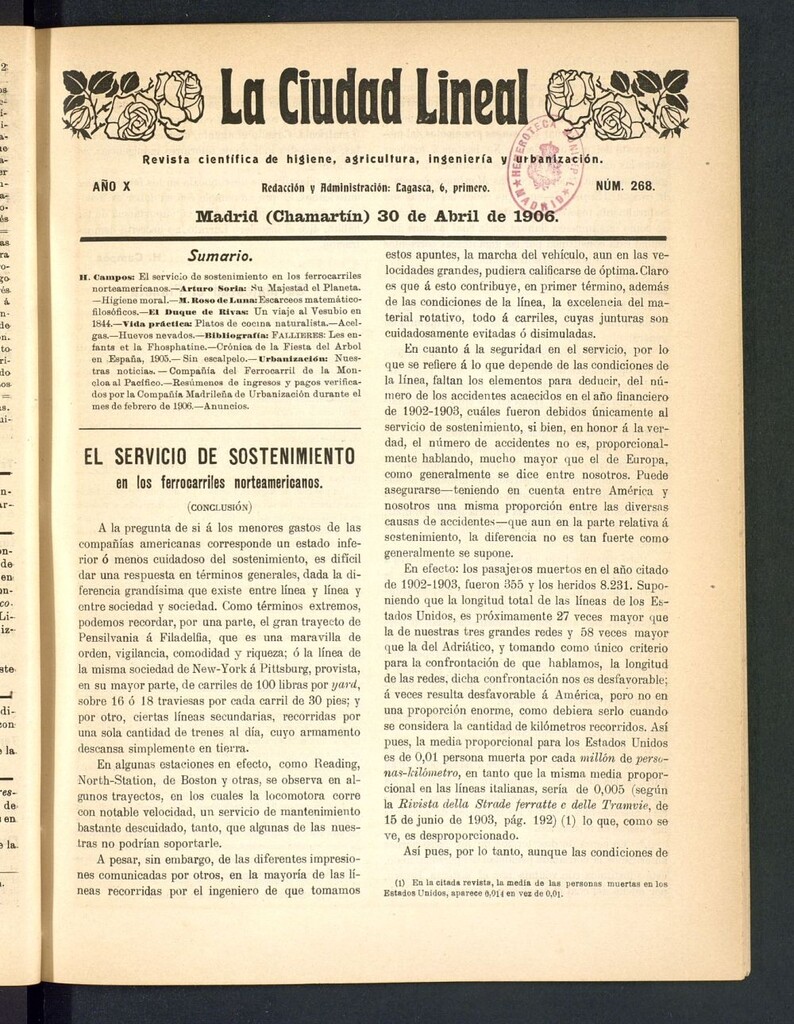 La Ciudad Lineal
Revista científica de higiene, agricultura, ingeniería y urbanización.
AÑO X
Redacción y Administración: Lagasca, 6, primero.
NÚM. 268.
Madrid (Chamartín) 30 de Abril de 1906.
HEMEROTECA MUNICIPAL
MADRID
Sumario.
H. Campos: El servicio de sostenimiento en los ferrocarriles
norteamericanos.—Arturo Soria: Su Majestad el Planeta.
—Higiene moral.—M. Roso de Luna: Escarceos matemático-
filosóficos.—El Duque de Rivas: Un viaje al Vesubio en
1844.—Vida práctica: Platos de cocina naturalista.—Acel-
gas.—Huevos nevados.—Bibliografía: FALLIERES: Les en-
fants et la Fhosphatine.—Crónica de la Fiesta del Arbol
en España, 1905.—Sin escalpelo.—Urbanización: Nues-
tras noticias.—Compañía del Ferrocarril de la Mon-
cloa al Pacífico.—Resúmenes de ingresos y pagos verifica-
dos por la Compañía Madrileña de Urbanización durante el
mes de febrero de 1906.—Anuncios.
EL SERVICIO DE SOSTENIMIENTO
en los ferrocarriles norteamericanos.
(CONCLUSIÓN)
A la pregunta de si á los menores gastos de las
compañías americanas corresponde un estado infe-
rior ó menos cuidadoso del sostenimiento, es difícil
dar una respuesta en términos generales, dada la di-
ferencia grandísima que existe entre línea y línea y
entre sociedad y sociedad. Como términos extremos,
podemos recordar, por una parte, el gran trayecto de
Pensilvania á Filadelfia, que es una maravilla de
orden, vigilancia, comodidad y riqueza; ó la línea de
la misma sociedad de New-York á Pittsburg, provista,
en su mayor parte, de carriles de 100 libras por yard,
sobre 16 ó 18 traviesas por cada carril de 30 pies; y
por otro, ciertas líneas secundarias, recorridas por
una sola cantidad de trenes al día, cuyo armamento
descansa simplemente en tierra.
En algunas estaciones en efecto, como Reading,
North-Station, de Boston y otras, se observa en al-
gunos trayectos, en los cuales la locomotora corre
con notable velocidad, un servicio de mantenimiento
bastante descuidado, tanto, que algunas de las nues-
tras no podrían soportarle.
A pesar, sin embargo, de las diferentes impresio-
nes comunicadas por otros, en la mayoría de las lí-
neas recorridas por el ingeniero de que tomamos
estos apuntes, la marcha del vehículo, aun en las ve-
locidades grandes, pudiera calificarse de óptima. Claro
es que á esto contribuye, en primer término, además
de las condiciones de la línea, la excelencia del ma-
terial rotativo, todo á carriles, cuyas junturas son
cuidadosamente evitadas ó disimuladas.
En cuanto á la seguridad en el servicio, por lo
que se refiere á lo que depende de las condiciones de
la línea, faltan los elementos para deducir, del nú-
mero de los accidentes acaecidos en el año financiero
de 1902-1903, cuáles fueron debidos únicamente al
servicio de sostenimiento, si bien, en honor á la ver-
dad, el número de accidentes no es, proporcional-
mente hablando, mucho mayor que el de Europa,
como generalmente se dice entre nosotros. Puede
asegurarse—teniendo en cuenta entre América y
nosotros una misma proporción entre las diversas
causas de accidentes—que aun en la parte relativa á
sostenimiento, la diferencia no es tan fuerte como
generalmente se supone.
En efecto: los pasajeros muertos en el año citado
de 1902-1903, fueron 355 y los heridos 8.231. Supo-
niendo que la longitud total de las líneas de los Es-
tados Unidos, es próximamente 27 veces mayor que
la de nuestras tres grandes redes y 58 veces mayor
que la del Adriático, y tomando como único criterio
para la confrontación de que hablamos, la longitud
de las redes, dicha confrontación nos es desfavorable;
á veces resulta desfavorable á América, pero no en
una proporción enorme, como debiera serlo cuando
se considera la cantidad de kilómetros recorridos. Así
pues, la media proporcional para los Estados Unidos
es de 0,01 persona muerta por cada millón de perso-
nas-kilómetro, en tanto que la misma media propor-
cional en las líneas italianas, sería de 0,005 (según
la Rivista della Strade ferratte e delle Tramvie, de
15 de junio de 1903, pág. 192) (1) lo que, como se
ve, es desproporcionado.
Así pues, por lo tanto, aunque las condiciones de
(1) En la citada revista, la media de las personas muertas en los
Estados Unidos, aparece 0,014 en vez de 0,01.